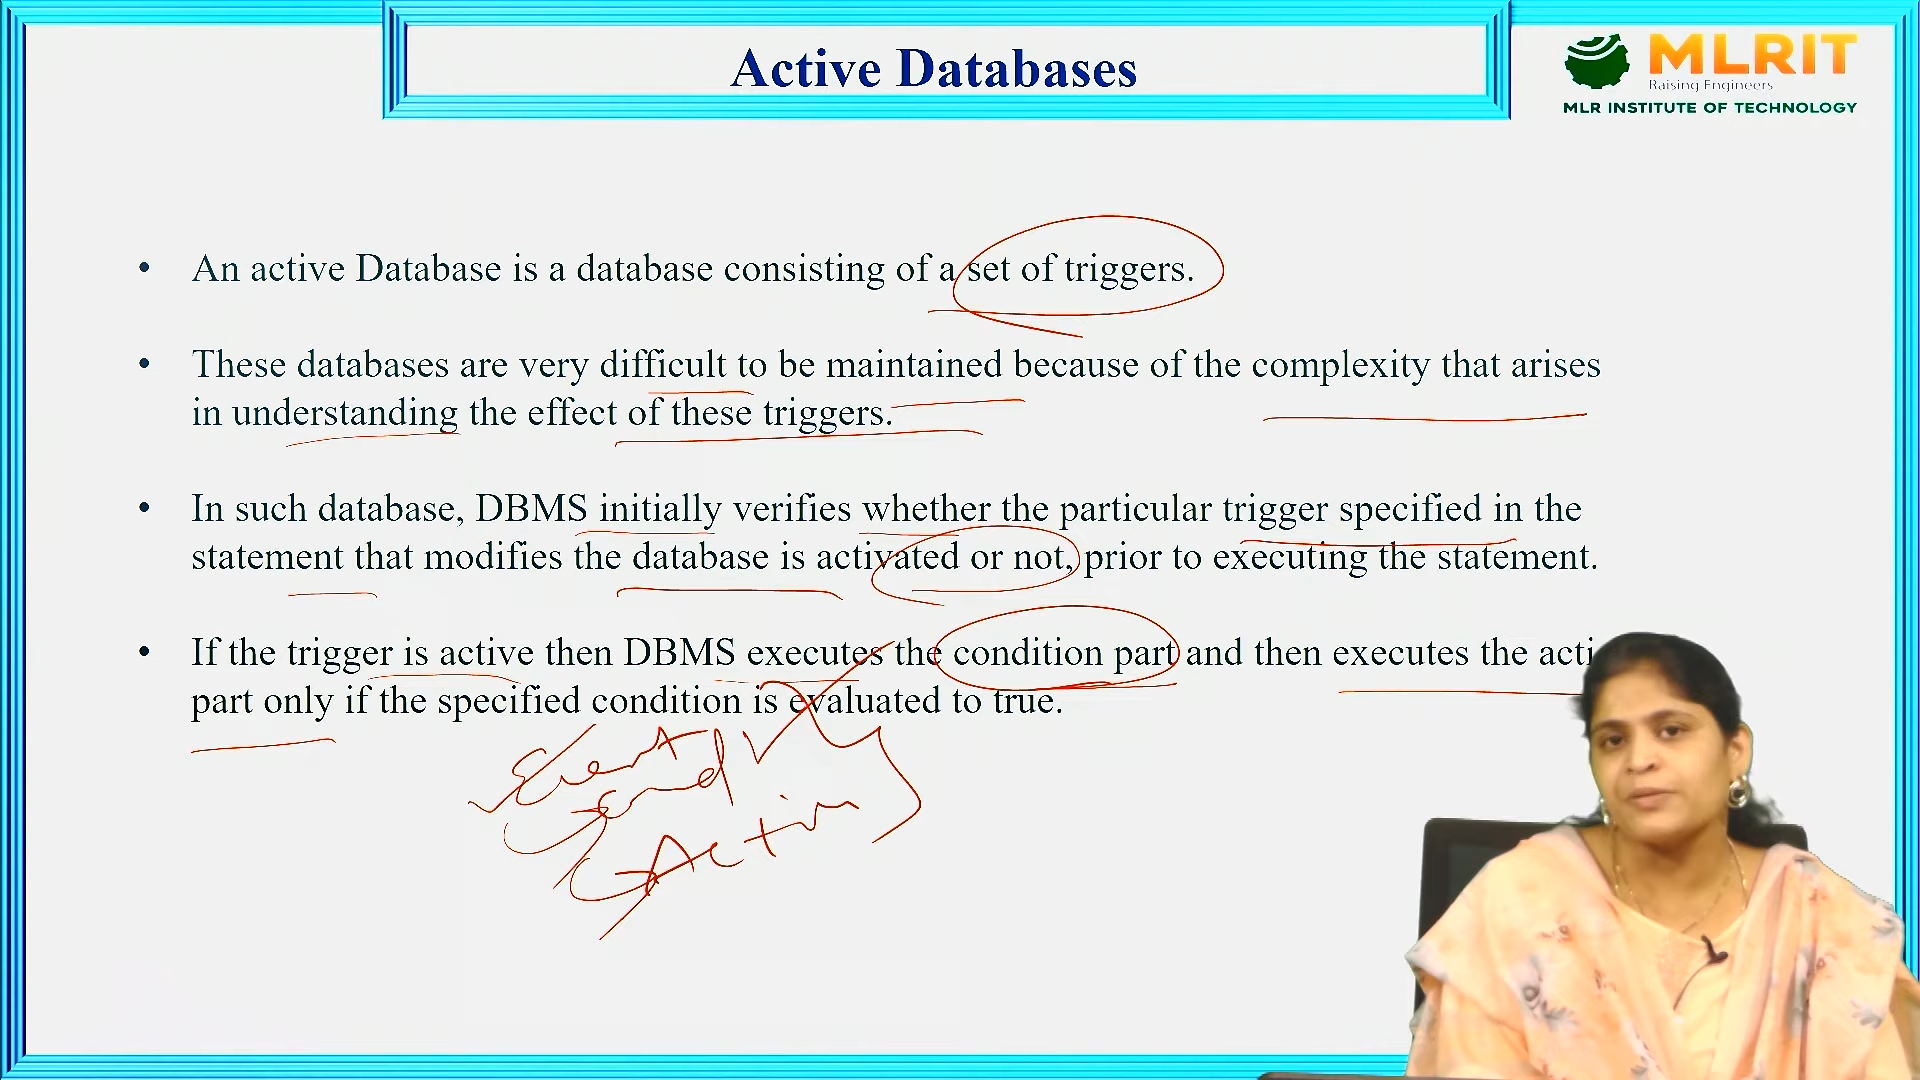 Active Databases
MLRIT
Raising Engineers
MLR INSTITUTE OF TECHNOLOGY
• An active Database is a database consisting of a set of triggers.
• These databases are very difficult to be maintained because of the complexity that arises
in understanding the effect of these triggers.
• In such database, DBMS initially verifies whether the particular trigger specified in the
statement that modifies the database is activated or not, prior to executing the statement.
• If the trigger is active then DBMS executes the condition part and then executes the acti
part only if the specified condition is evaluated to true.
Event
Cond
Action